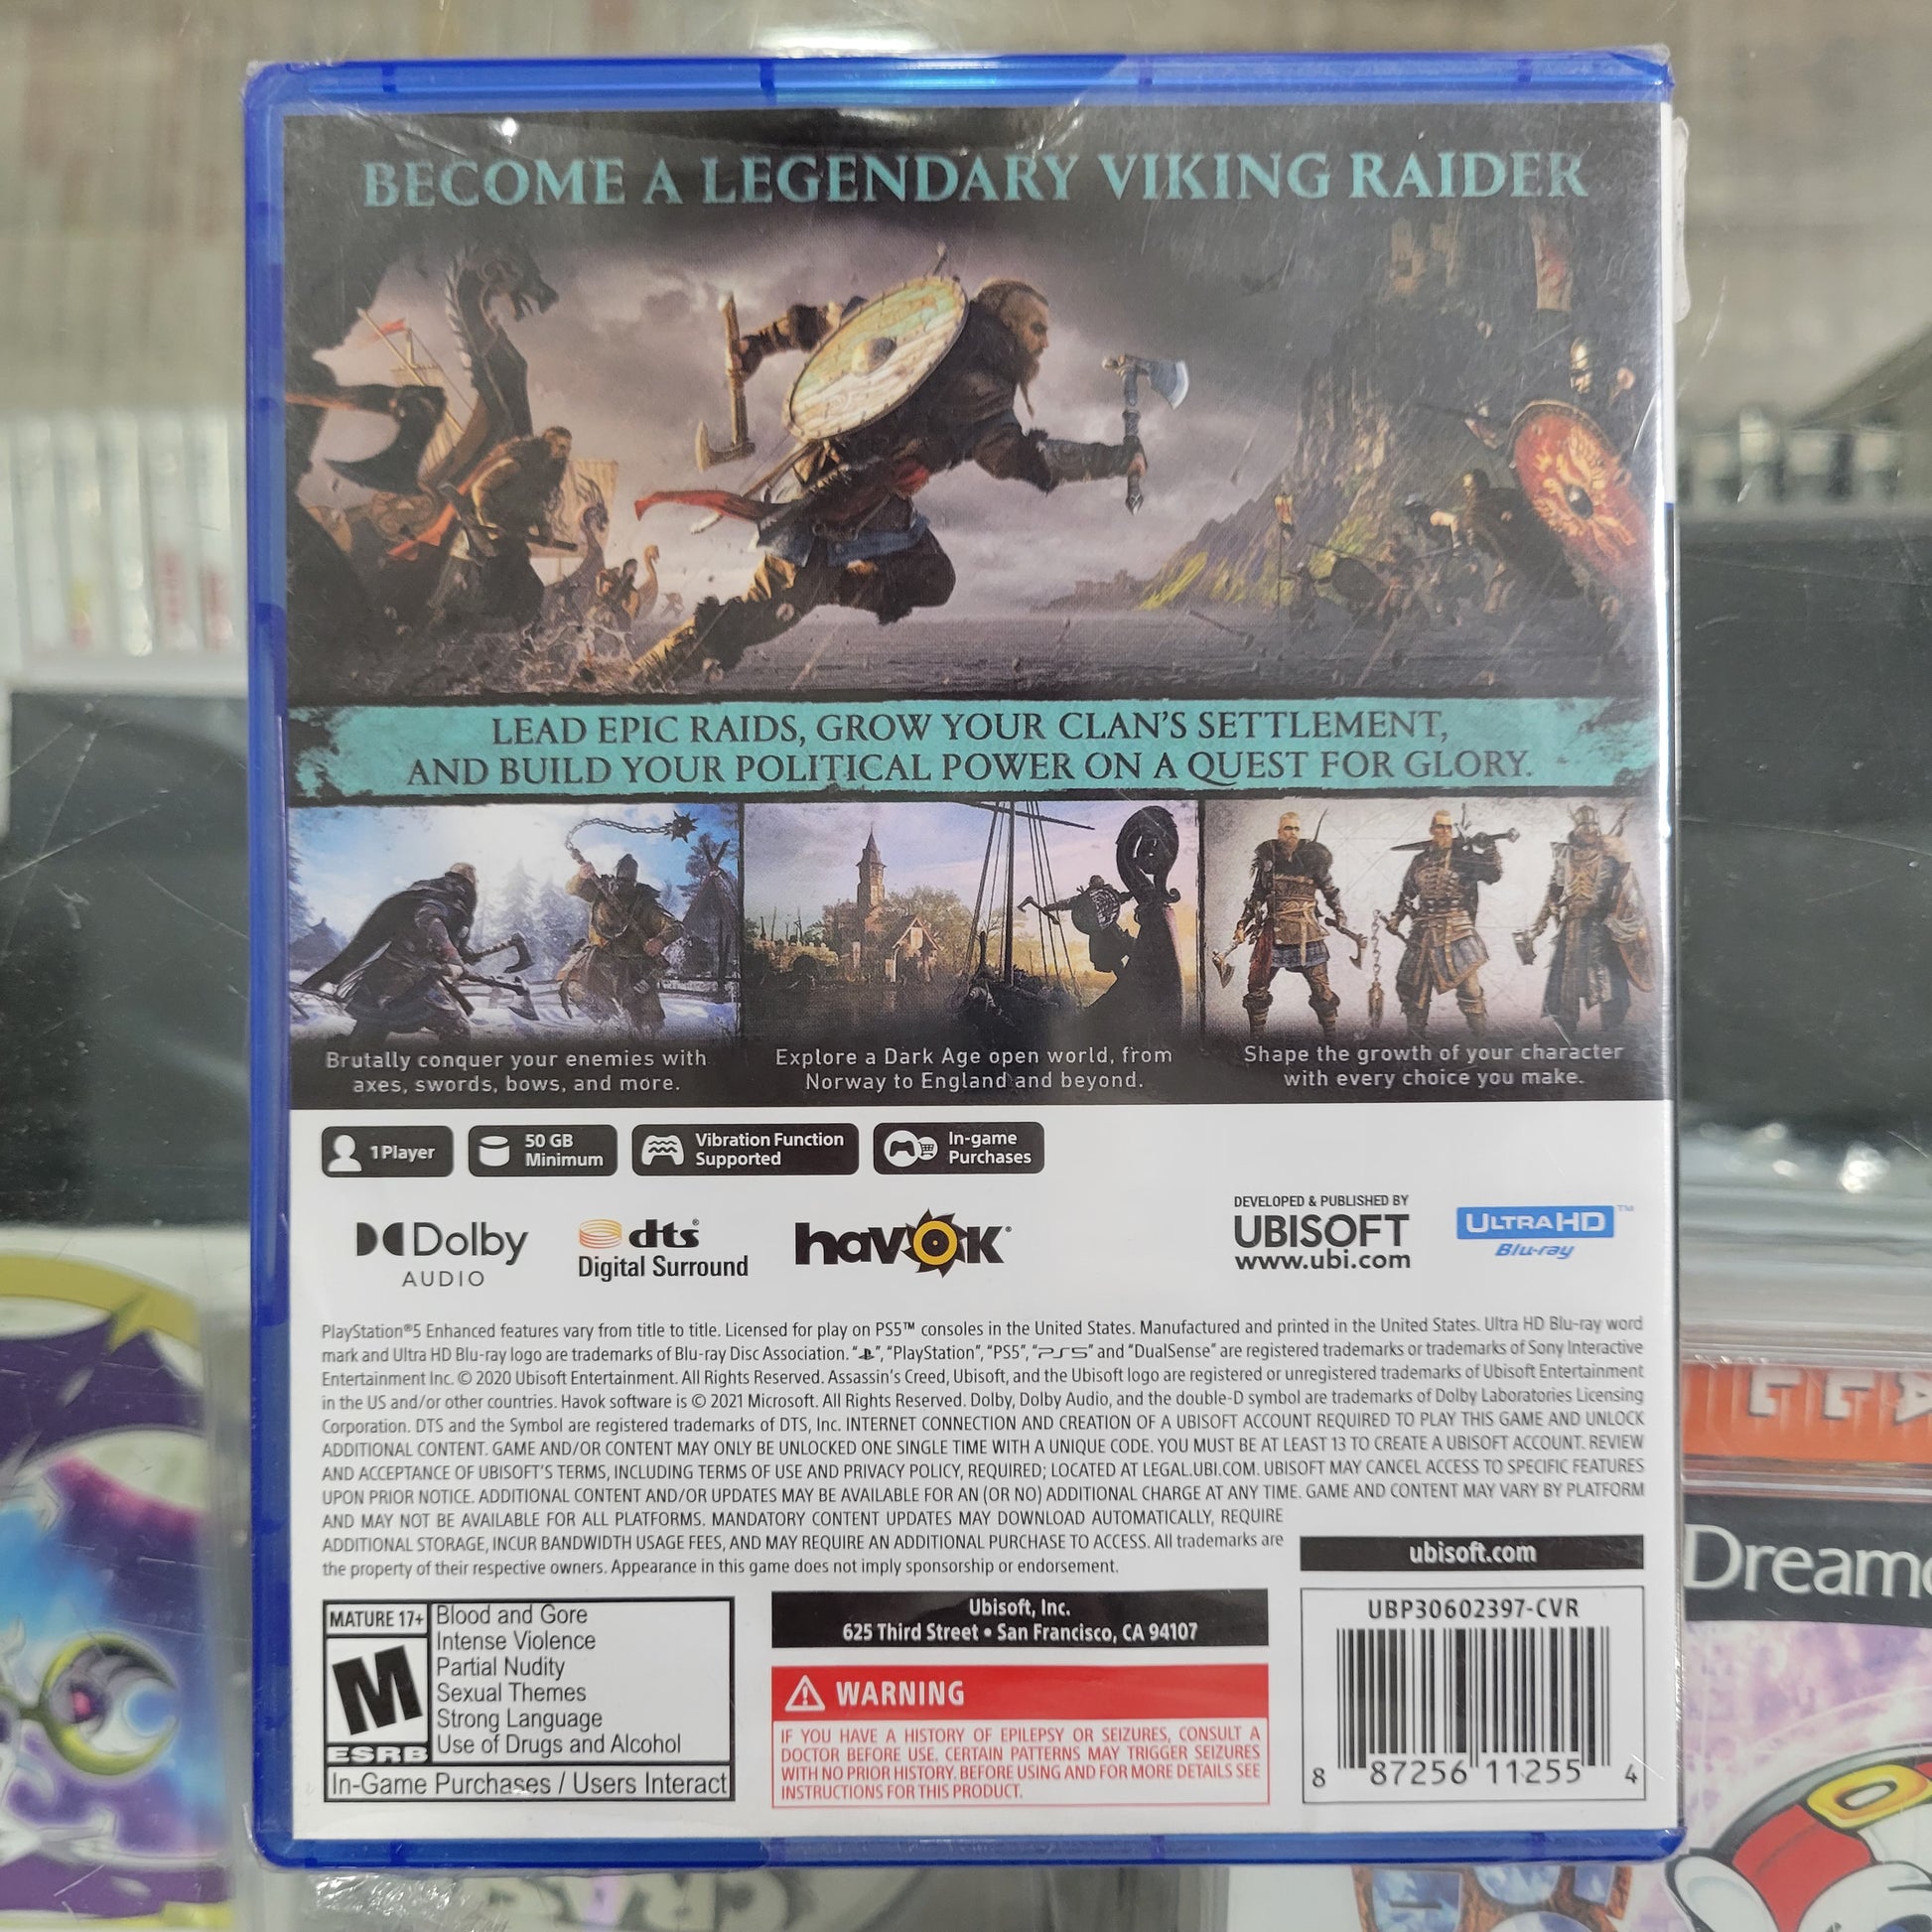 BECOME A LEGENDARY VIKING RAIDER
LEAD EPIC RAIDS, GROW YOUR CLAN'S SETTLEMENT,
AND BUILD YOUR POLITICAL POWER ON A QUEST FOR GLORY.
Brutally conquer your enemies with
axes, swords, bows, and more.
Explore a Dark Age open world, from
Norway to England and beyond.
Shape the growth of your character
with every choice you make.
1 Player
50 GB
Minimum
Vibration Function
Supported
In-game
Purchases
Dolby
AUDIO
dts®
Digital Surround
havok®
DEVELOPED & PUBLISHED BY
UBISOFT
www.ubi.com
ULTRA HD™
Blu-ray
PlayStation®5 Enhanced features vary from title to title. Licensed for play on PS5™ consoles in the United States. Manufactured and printed in the United States. Ultra HD Blu-ray word
mark and Ultra HD Blu-ray logo are trademarks of Blu-ray Disc Association. "", "PlayStation", "PS5", "PS5" and "DualSense" are registered trademarks or trademarks of Sony Interactive
Entertainment Inc. © 2020 Ubisoft Entertainment. All Rights Reserved. Assassin's Creed, Ubisoft, and the Ubisoft logo are registered or unregistered trademarks of Ubisoft Entertainment
in the US and/or other countries. Havok software is © 2021 Microsoft. All Rights Reserved. Dolby, Dolby Audio, and the double-D symbol are trademarks of Dolby Laboratories Licensing
Corporation. DTS and the Symbol are registered trademarks of DTS, Inc. INTERNET CONNECTION AND CREATION OF A UBISOFT ACCOUNT REQUIRED TO PLAY THIS GAME AND UNLOCK
ADDITIONAL CONTENT. GAME AND/OR CONTENT MAY ONLY BE UNLOCKED ONE SINGLE TIME WITH A UNIQUE CODE. YOU MUST BE AT LEAST 13 TO CREATE A UBISOFT ACCOUNT. REVIEW
AND ACCEPTANCE OF UBISOFT'S TERMS, INCLUDING TERMS OF USE AND PRIVACY POLICY, REQUIRED; LOCATED AT LEGAL.UBI.COM. UBISOFT MAY CANCEL ACCESS TO SPECIFIC FEATURES
UPON PRIOR NOTICE. ADDITIONAL CONTENT AND/OR UPDATES MAY BE AVAILABLE FOR AN (OR NO) ADDITIONAL CHARGE AT ANY TIME. GAME AND CONTENT MAY VARY BY PLATFORM
AND MAY NOT BE AVAILABLE FOR ALL PLATFORMS. MANDATORY CONTENT UPDATES MAY DOWNLOAD AUTOMATICALLY, REQUIRE
ADDITIONAL STORAGE, INCUR BANDWIDTH USAGE FEES, AND MAY REQUIRE AN ADDITIONAL PURCHASE TO ACCESS. All trademarks are
the property of their respective owners. Appearance in this game does not imply sponsorship or endorsement.
ubisoft.com
MATURE 17+
M
ESRB
Blood and Gore
Intense Violence
Partial Nudity
Sexual Themes
Strong Language
Use of Drugs and Alcohol
In-Game Purchases / Users Interact
Ubisoft, Inc.
625 Third Street • San Francisco, CA 94107
WARNING
IF YOU HAVE A HISTORY OF EPILEPSY OR SEIZURES, CONSULT A
DOCTOR BEFORE USE. CERTAIN PATTERNS MAY TRIGGER SEIZURES
WITH NO PRIOR HISTORY. BEFORE USING AND FOR MORE DETAILS SEE
INSTRUCTIONS FOR THIS PRODUCT.
UBP30602397-CVR
8 87256 11255 4
Dreamc